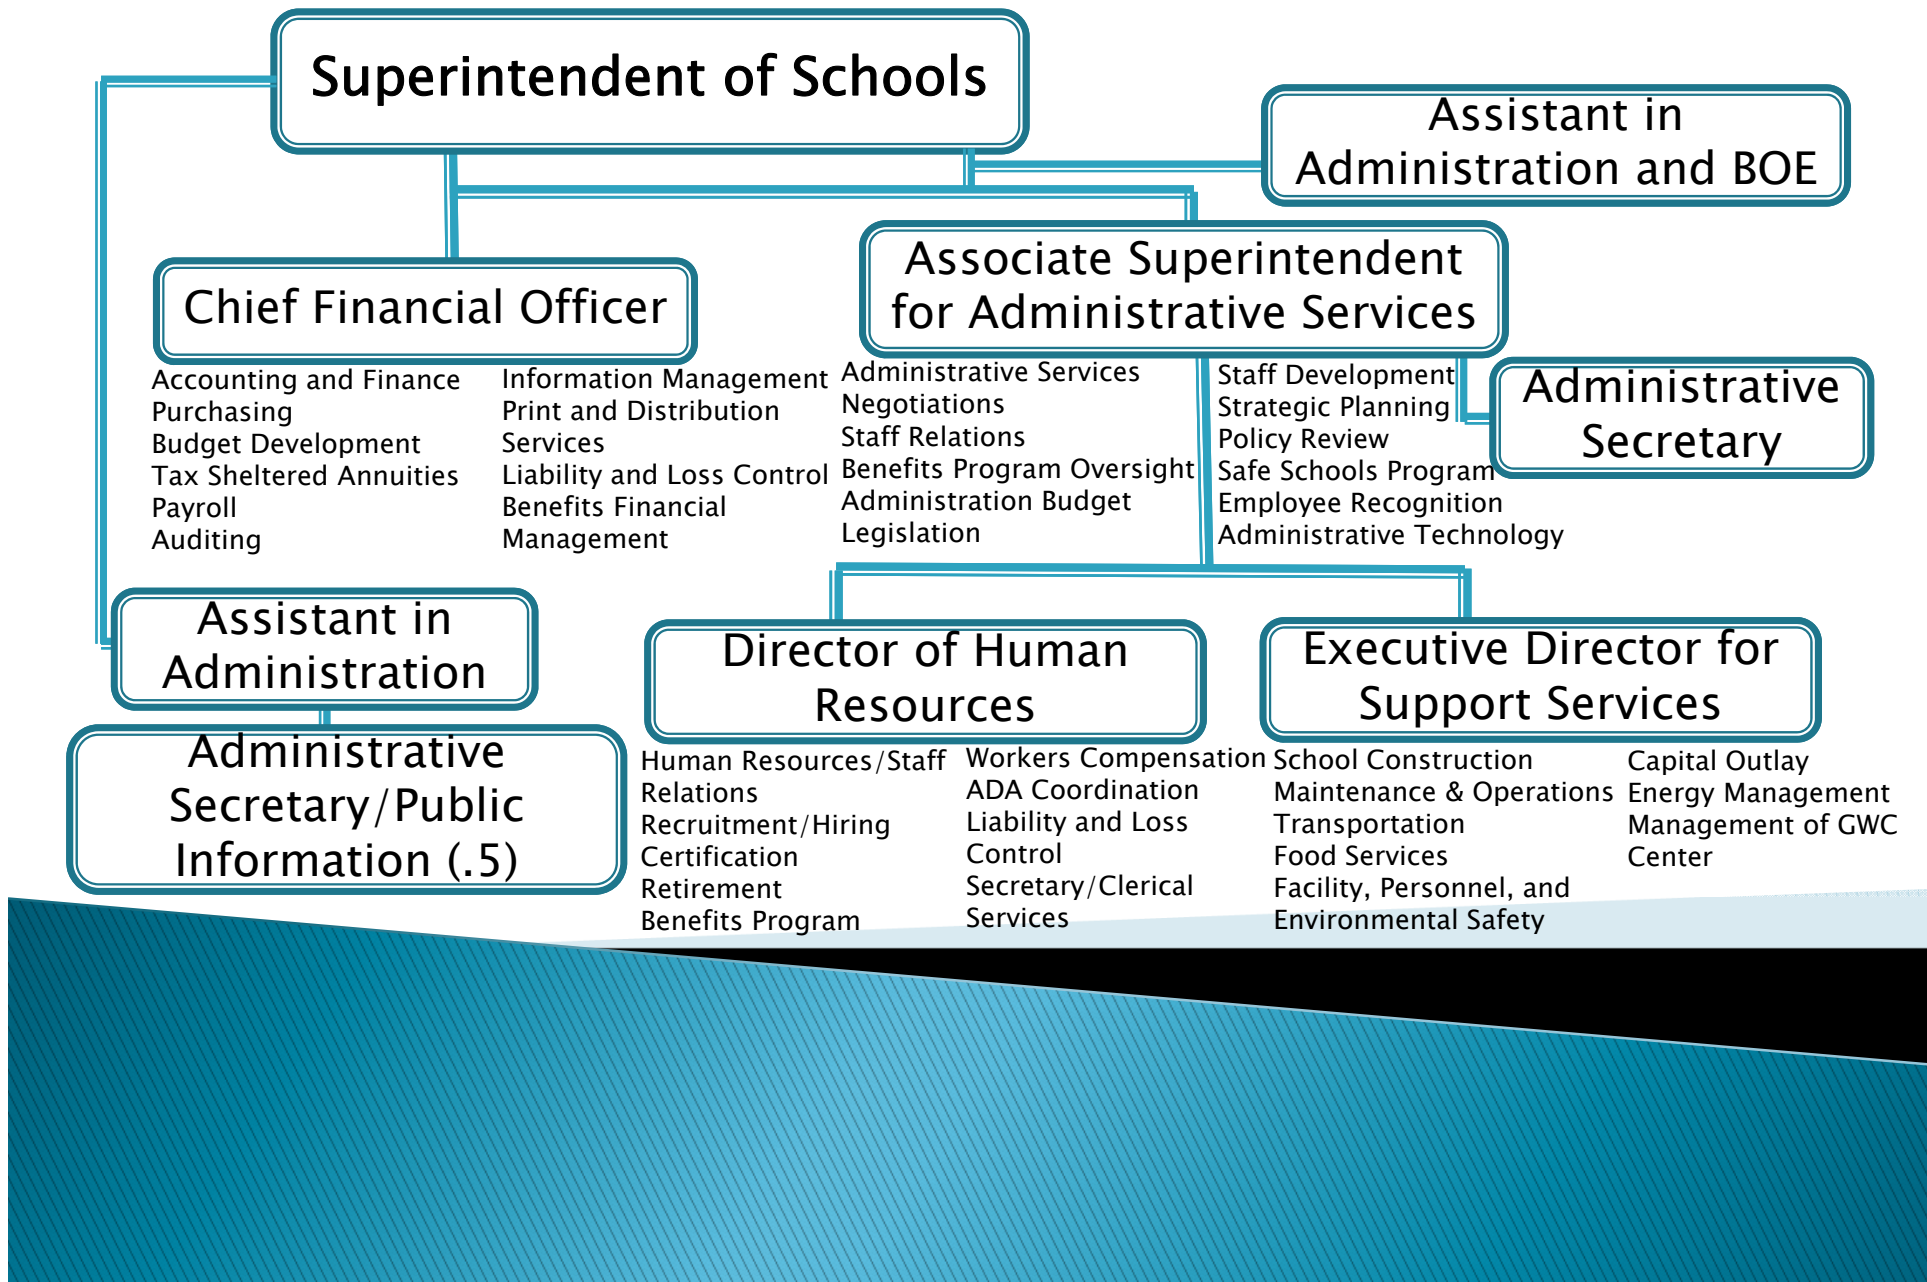 Superintendent of Schools
Assistant in
Administration and BOE
Chief Financial Officer
Associate Superintendent
for Administrative Services
Accounting and Finance
Purchasing
Budget Development
Tax Sheltered Annuities
Payroll
Auditing
Information Management
Print and Distribution
Services
Liability and Loss Control
Benefits Financial
Management
Administrative Services
Negotiations
Staff Relations
Benefits Program Oversight
Administration Budget
Legislation
Staff Development
Strategic Planning
Policy Review
Safe Schools Program
Employee Recognition
Administrative Technology
Administrative
Secretary
Assistant in
Administration
Administrative
Secretary/Public
Information (.5)
Director of Human
Resources
Executive Director for
Support Services
Human Resources/Staff
Relations
Recruitment/Hiring
Certification
Retirement
Benefits Program
Workers Compensation
ADA Coordination
Liability and Loss
Control
Secretary/Clerical
Services
School Construction
Maintenance & Operations
Transportation
Food Services
Facility, Personnel, and
Environmental Safety
Capital Outlay
Energy Management
Management of GWC
Center